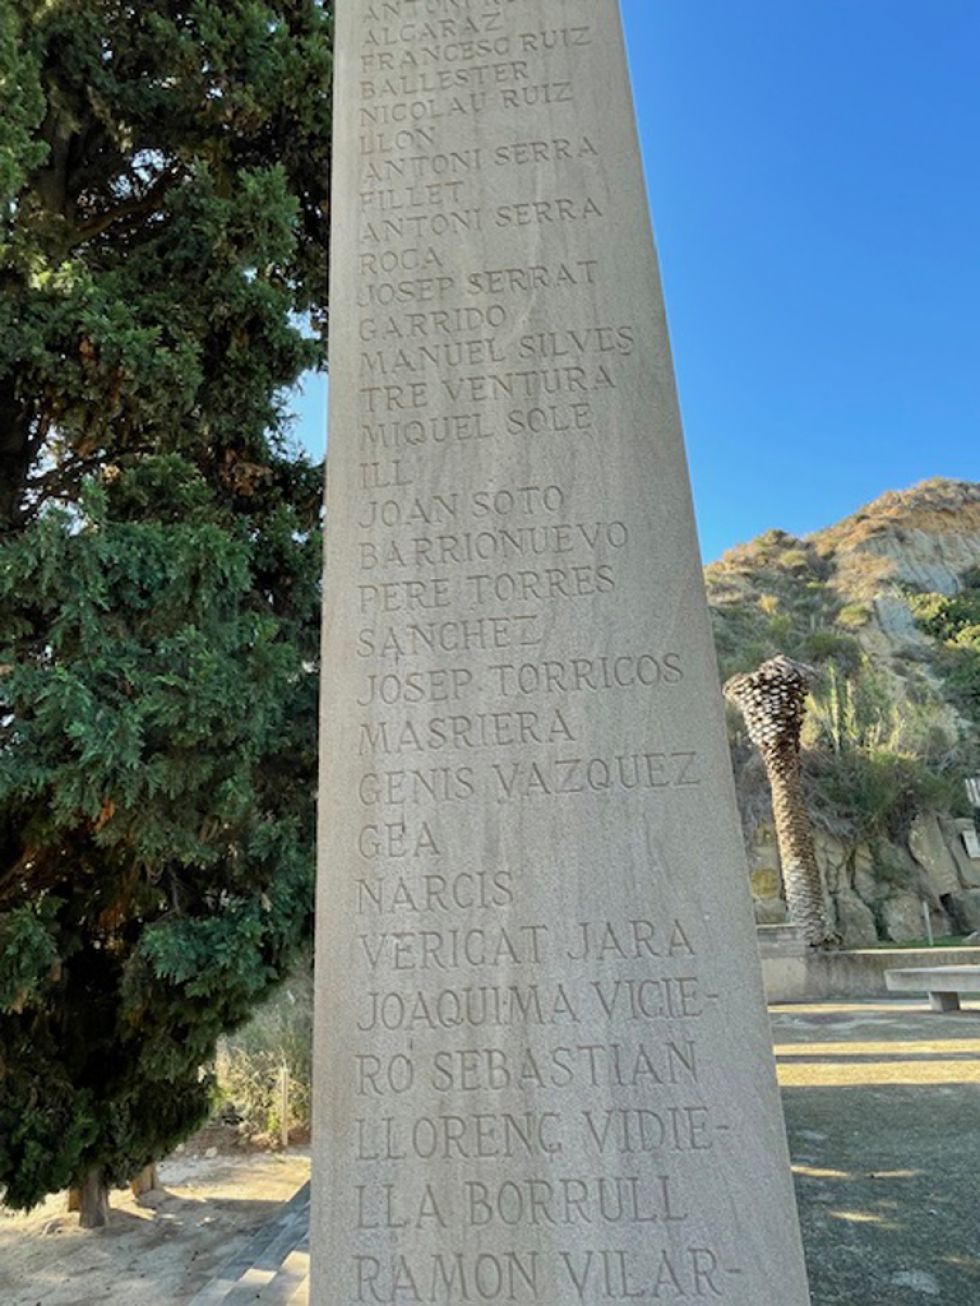 ANTONI
ALCARAZ
FRANCESC RUIZ
BALLESTER
NICOLAU RUIZ
LLON
ANTONI SERRA
FILLET
ANTONI SERRA
ROCA
JOSEP SERRAT
GARRIDO
MANUEL SILVES
TRE VENTURA
MIQUEL SOLE
ILL
JOAN SOTO
BARRIONUEVO
PERE TORRES
SANCHEZ
JOSEP TORRICOS
MASRIERA
GENIS VAZQUEZ
GEA
NARCIS
VERICAT JARA
JOAQUIMA VICIE-
RO SEBASTIAN
LLORENÇ VIDIE-
LLA BORRULL
RAMON VILAR-